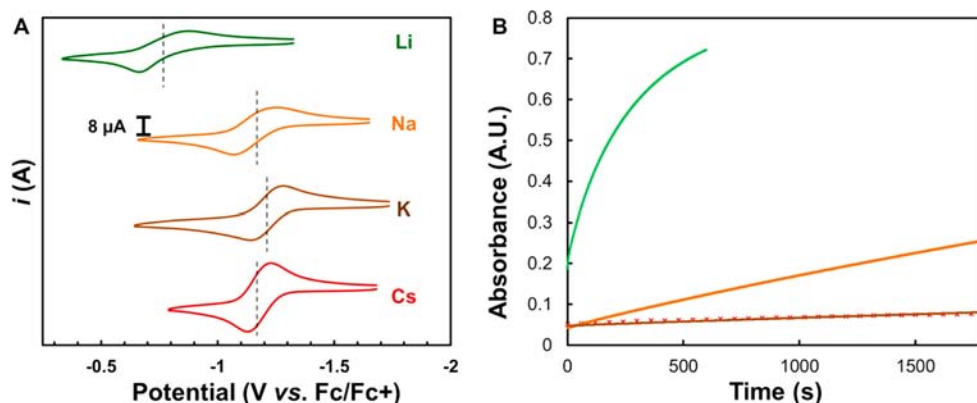 A
Li
8 µA
Na
K
Cs
i (A)
-0.5 -1 -1.5 -2
Potential (V vs. Fc/Fc+)
B
0.8
0.7
0.6
0.5
0.4
0.3
0.2
0.1
0
Absorbance (A.U.)
0 500 1000 1500
Time (s)